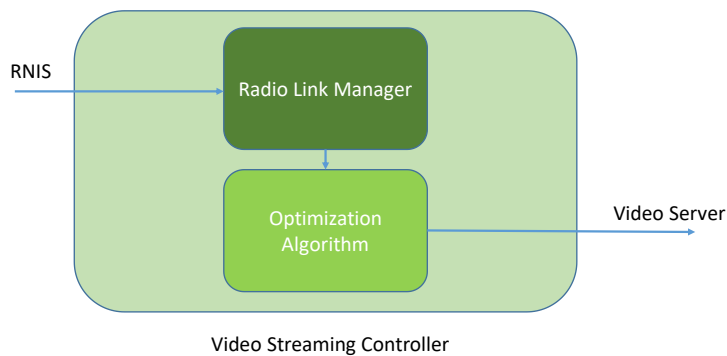 RNIS
Radio Link Manager
Optimization
Algorithm
Video Server
Video Streaming Controller